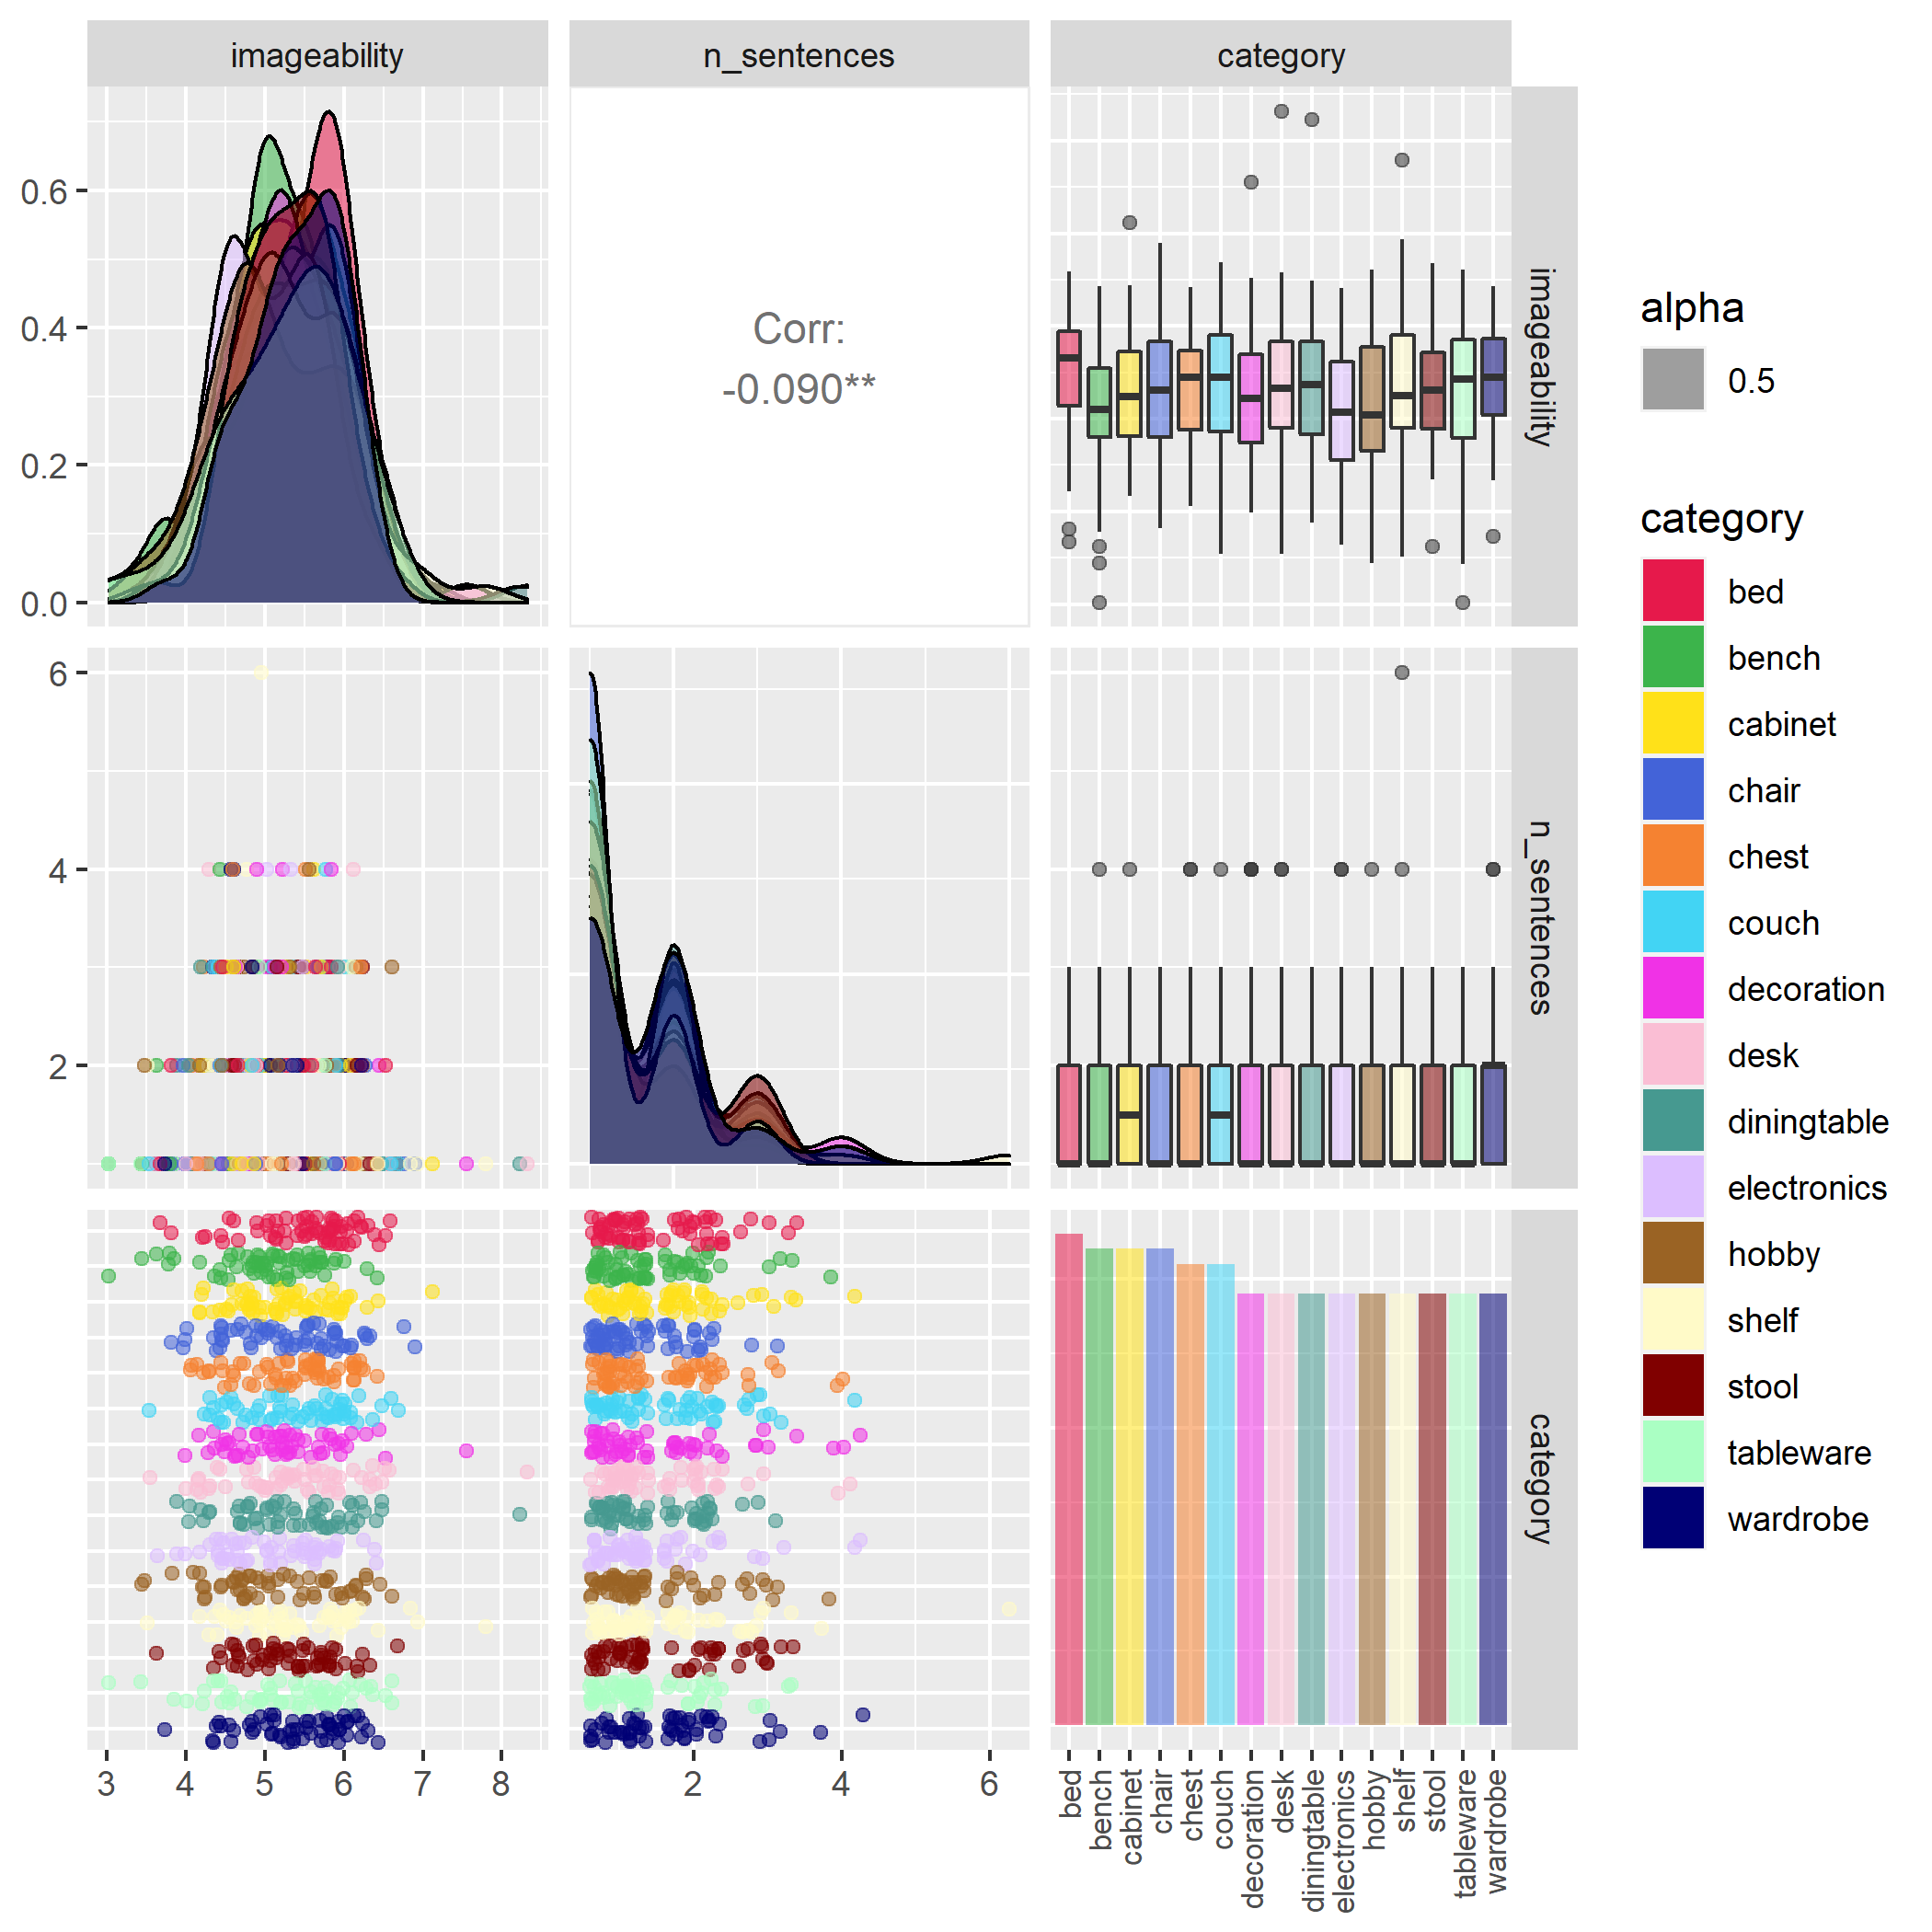 imageability n_sentences category
0.6
0.4
0.2
0.0
Corr:
-0.090**
imageability
6
4
2
n_sentences
category
3 4 5 6 7 8
2 4 6
bed bench cabinet chair chest couch decoration desk diningtable electronics hobby shelf stool tableware wardrobe
alpha
0.5
category
bed
bench
cabinet
chair
chest
couch
decoration
desk
diningtable
electronics
hobby
shelf
stool
tableware
wardrobe